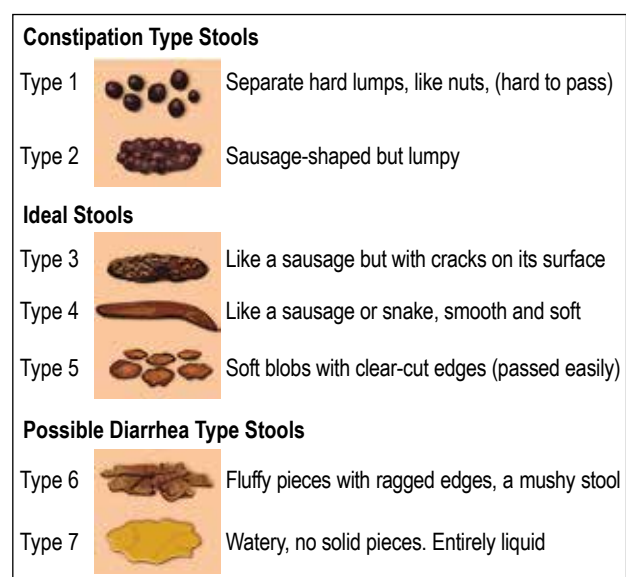 Constipation Type Stools
Type 1 Separate hard lumps, like nuts, (hard to pass)
Type 2 Sausage-shaped but lumpy
Ideal Stools
Type 3 Like a sausage but with cracks on its surface
Type 4 Like a sausage or snake, smooth and soft
Type 5 Soft blobs with clear-cut edges (passed easily)
Possible Diarrhea Type Stools
Type 6 Fluffy pieces with ragged edges, a mushy stool
Type 7 Watery, no solid pieces. Entirely liquid